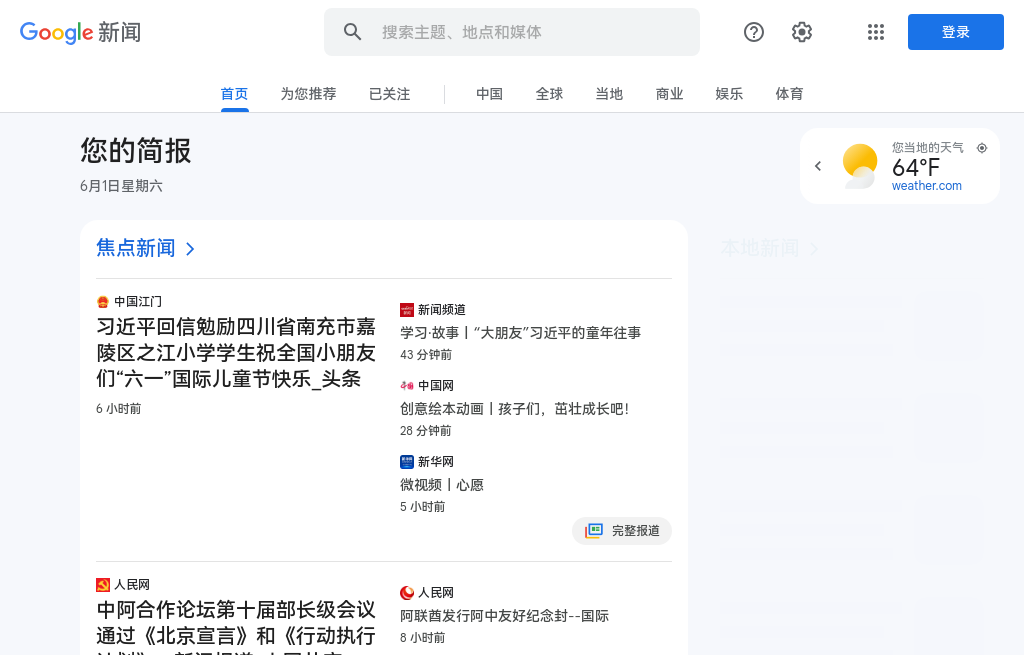 Google 新闻
搜索主题、地点和媒体
登录
首页 为您推荐 已关注 中国 全球 当地 商业 娱乐 体育
您的简报
6月1日星期六
您当地的天气
64°F
weather.com
焦点新闻
本地新闻
中国江门
习近平回信勉励四川省南充市嘉
陵区之江小学学生祝全国小朋友
们“六一”国际儿童节快乐_头条
6 小时前
新闻频道
学习·故事丨“大朋友”习近平的童年往事
43 分钟前
中国网
创意绘本动画丨孩子们，茁壮成长吧！
28 分钟前
新华网
微视频丨心愿
5 小时前
完整报道
人民网
中阿合作论坛第十届部长级会议
通过《北京宣言》和《行动执行
人民网
阿联酋发行阿中友好纪念封--国际
8 小时前